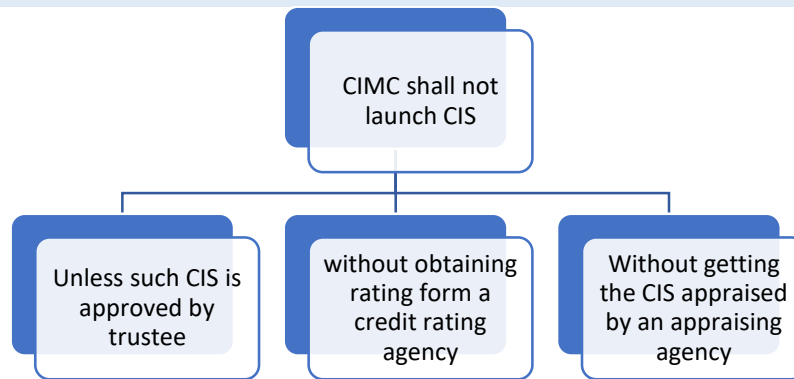 CIMC shall not
launch CIS
Unless such CIS is
approved by
trustee
without obtaining
rating form a
credit rating
agency
Without getting
the CIS appraised
by an appraising
agency